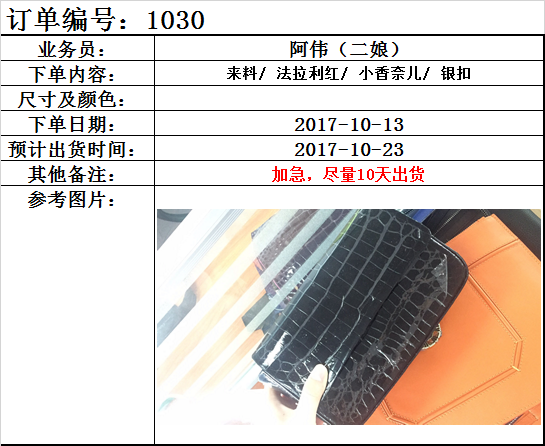 订单编号：1030
业务员： 阿伟（二娘）
下单内容： 来料/ 法拉利红/ 小香奈儿/ 银扣
尺寸及颜色：
下单日期： 2017-10-13
预计出货时间： 2017-10-23
其他备注： 加急，尽量10天出货
参考图片：